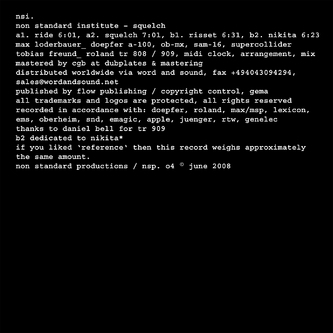 nsi.
non standard institute - squelch
a1. ride 6:01, a2. squelch 7:01, b1. risset 6:31, b2. nikita 6:23
max loderbauer_ doepfer a-100, ob-mx, sam-16, supercollider
tobias freund_ roland tr 808 / 909, midi clock, arrangement, mix
mastered by cgb at dubplates & mastering
distributed worldwide via word and sound, fax +494043094294,
sales@wordandsound.net
published by flow publishing / copyright control, gema
all trademarks and logos are protected, all rights reserved
recorded in accordance with: doepfer, roland, max/msp, lexicon,
ems, oberheim, snd, emagic, apple, juenger, rtw, genelec
thanks to daniel bell for tr 909
b2 dedicated to nikita*
if you liked 'reference' then this record weighs approximately
the same amount.
non standard productions / nsp. o4 © june 2008